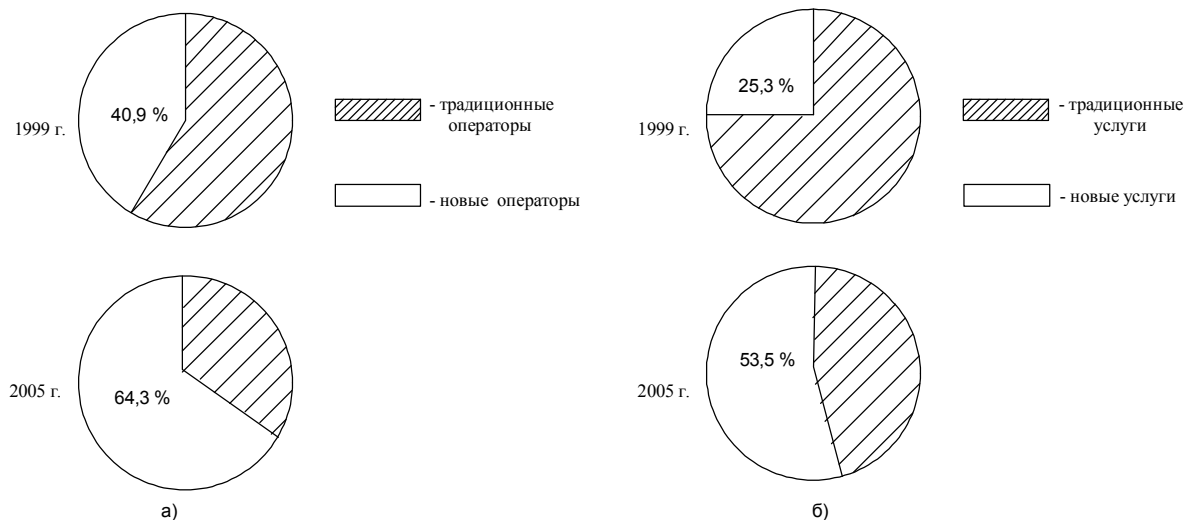 40,9 %
1999 г.
- традиционные
операторы
- новые операторы
64,3 %
2005 г.
а)
25,3 %
1999 г.
- традиционные
услуги
- новые услуги
53,5 %
2005 г.
б)